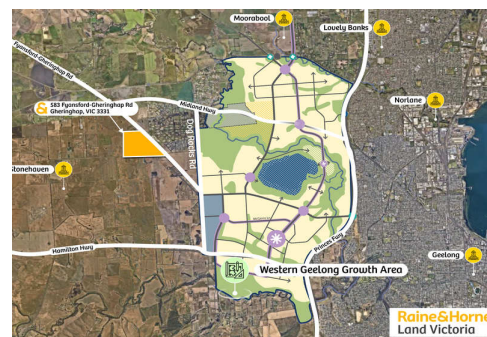 Moorabool
Lovely Banks
Fyansford-Gheringhap Rd
583 Fyansford-Gheringhap Rd
Gheringhap, VIC 3331
Midland Hwy
Norlane
Dog Rocks Rd
Stonehaven
Hamilton Hwy
Princes Fwy
Geelong
Western Geelong Growth Area
Raine&Horne
Land Victoria